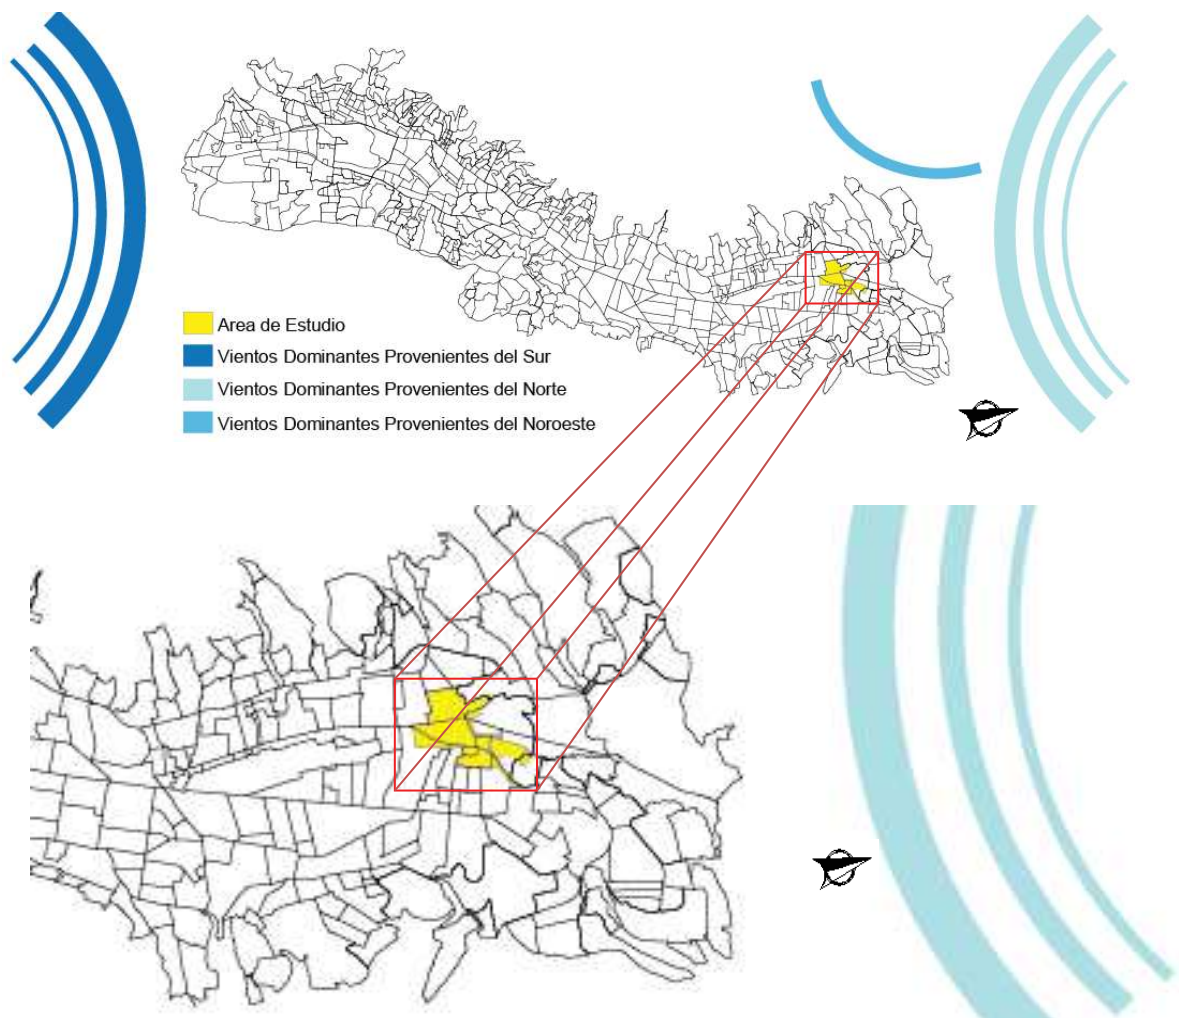 Area de Estudio
Vientos Dominantes Provenientes del Sur
Vientos Dominantes Provenientes del Norte
Vientos Dominantes Provenientes del Noroeste